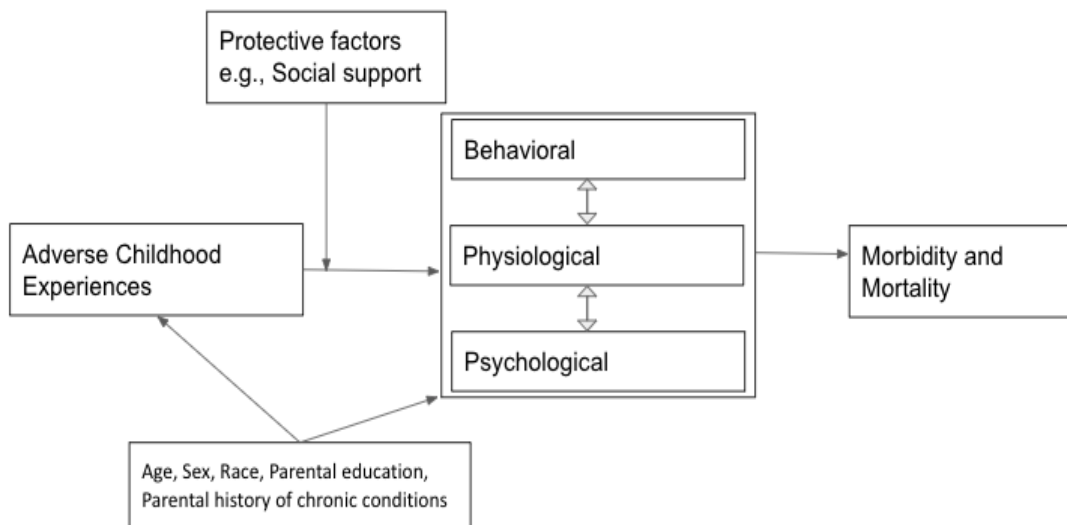 Protective factors
e.g., Social support
Behavioral
Adverse Childhood
Experiences
Physiological
Morbidity and
Mortality
Psychological
Age, Sex, Race, Parental education,
Parental history of chronic conditions